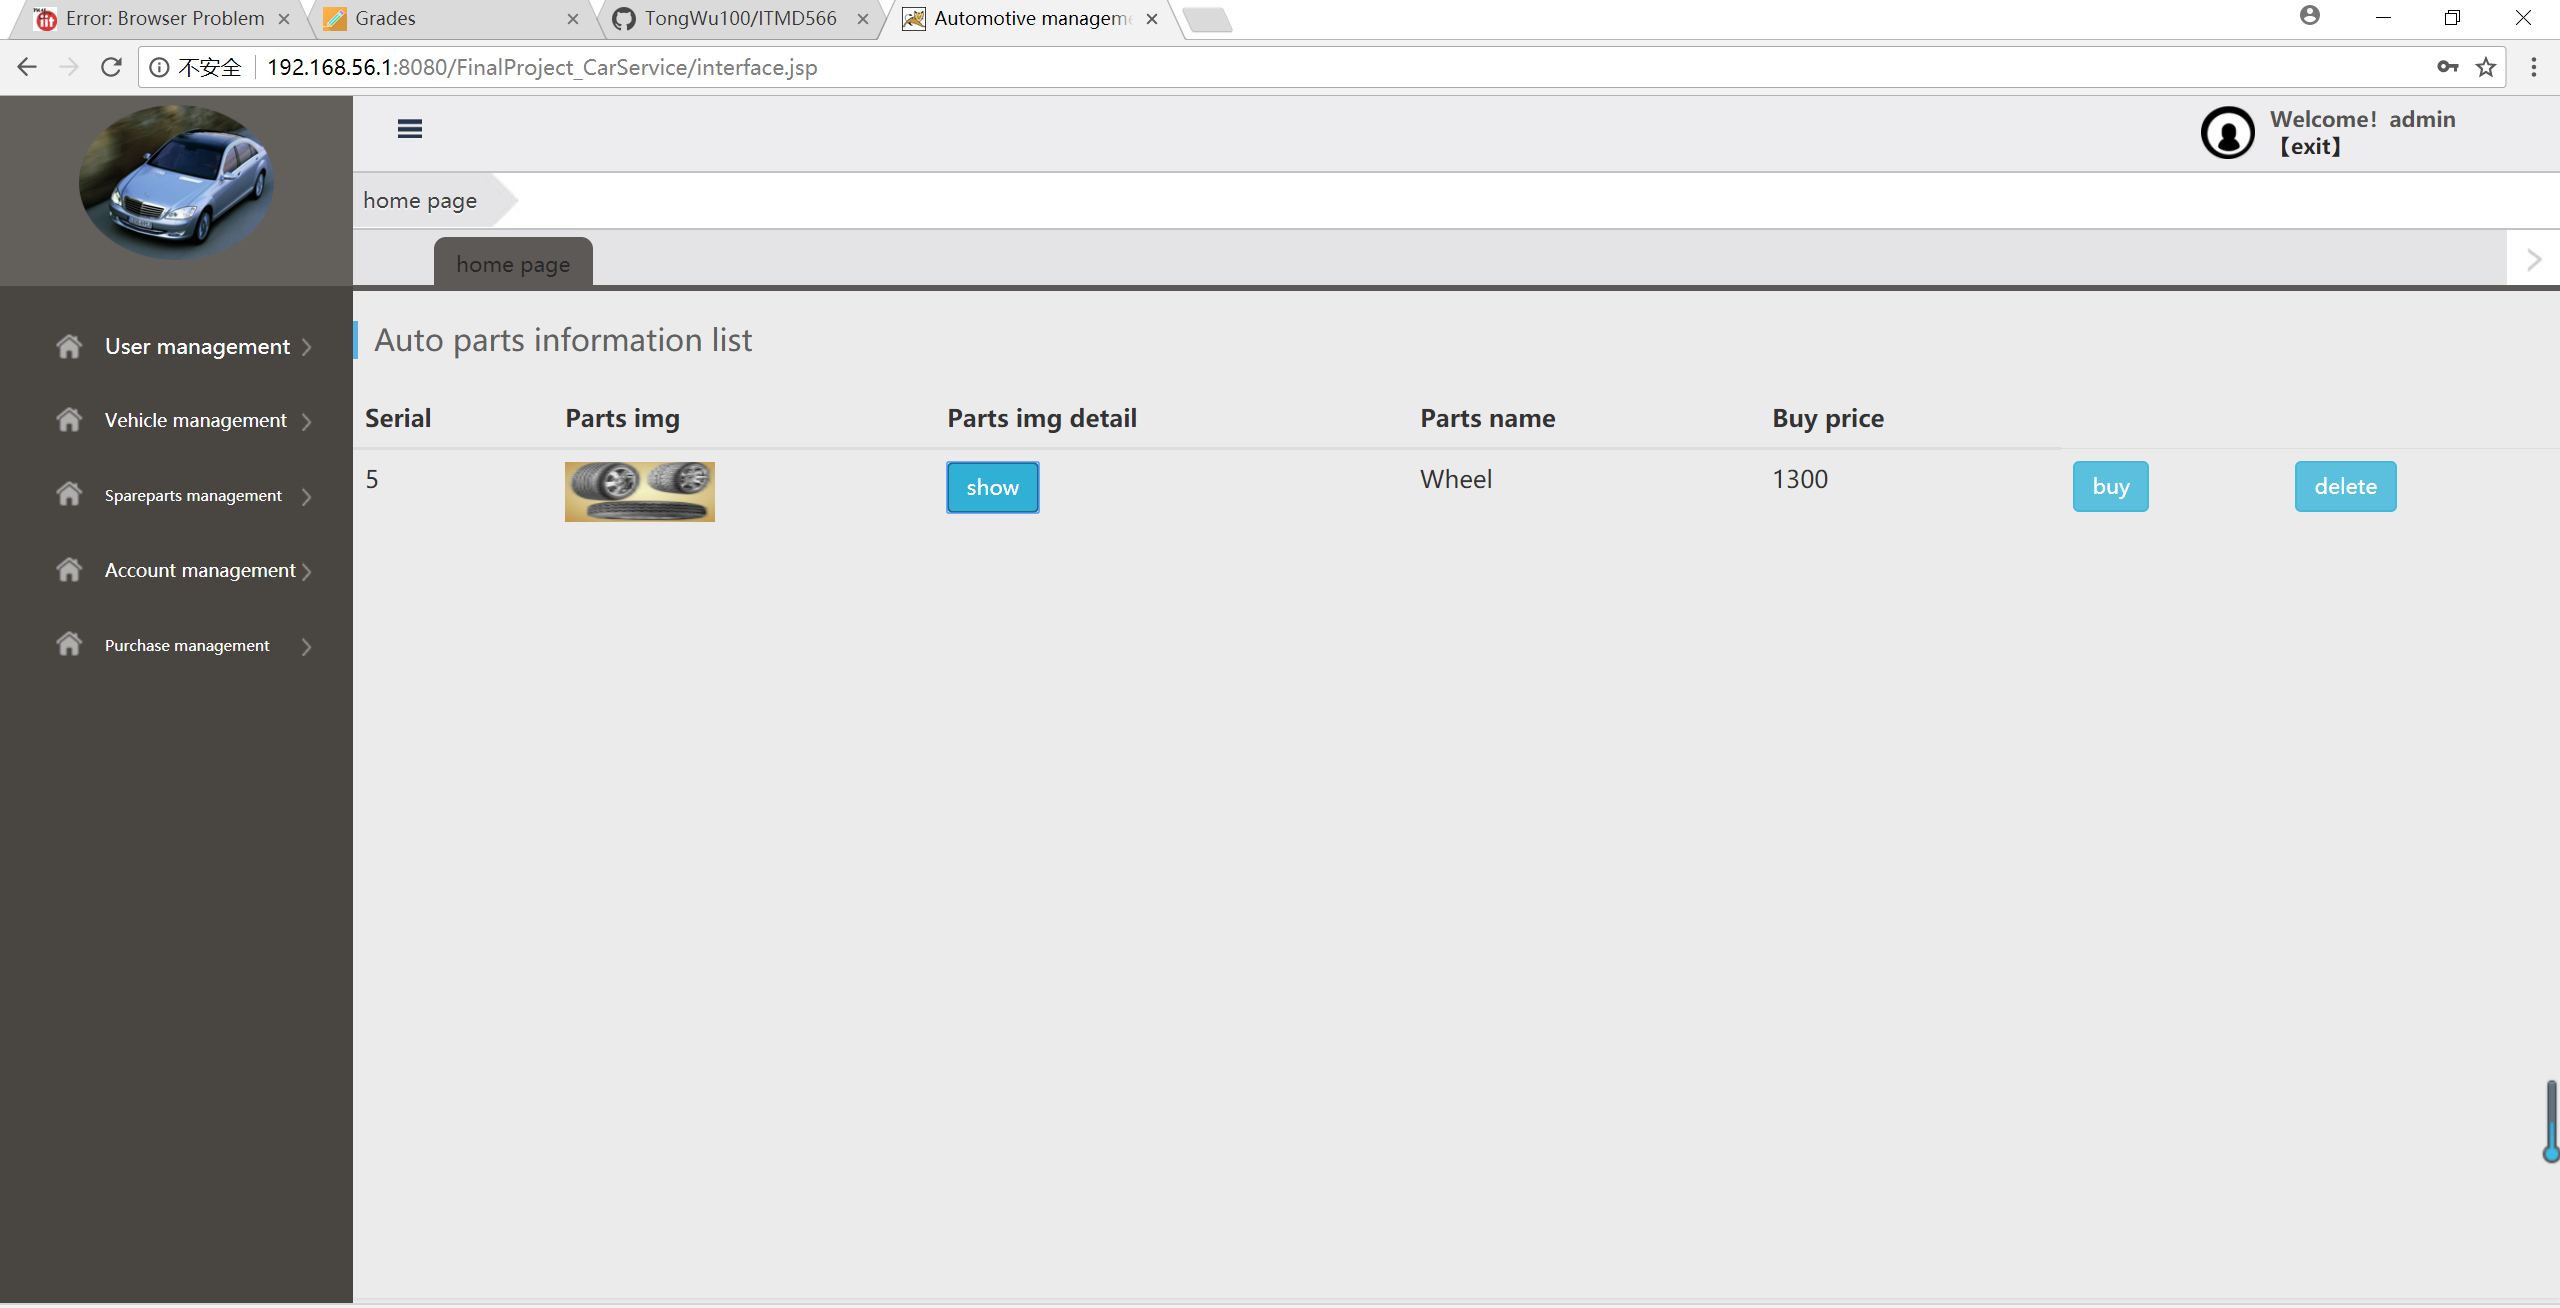 Error: Browser Problem
Grades
TongWu100/ITMD566
Automotive manageme
不安全 192.168.56.1:8080/FinalProject_CarService/interface.jsp
Welcome! admin
【exit】
home page
home page
User management
Vehicle management
Spareparts management
Account management
Purchase management
Auto parts information list
Serial Parts img Parts img detail Parts name Buy price
5 show Wheel 1300 buy delete